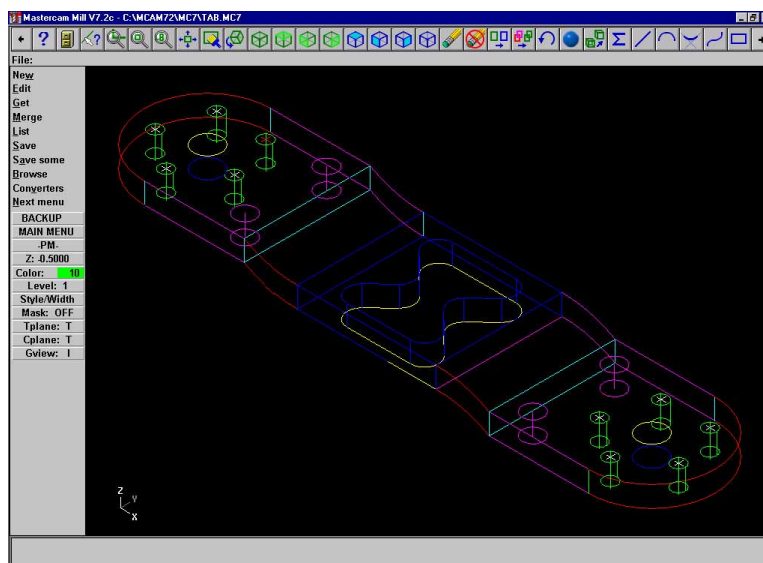 Mastercam Mill V7.2c - C:\MCAM72\MC7\TAB.MC7
File:
New
Edit
Get
Merge
List
Save
Save some
Browse
Converters
Next menu
BACKUP
MAIN MENU
-PM-
Z: -0.5000
Color: 10
Level: 1
Style/Width
Mask: OFF
Tplane: T
Cplane: T
Gview: I
Z
Y
X